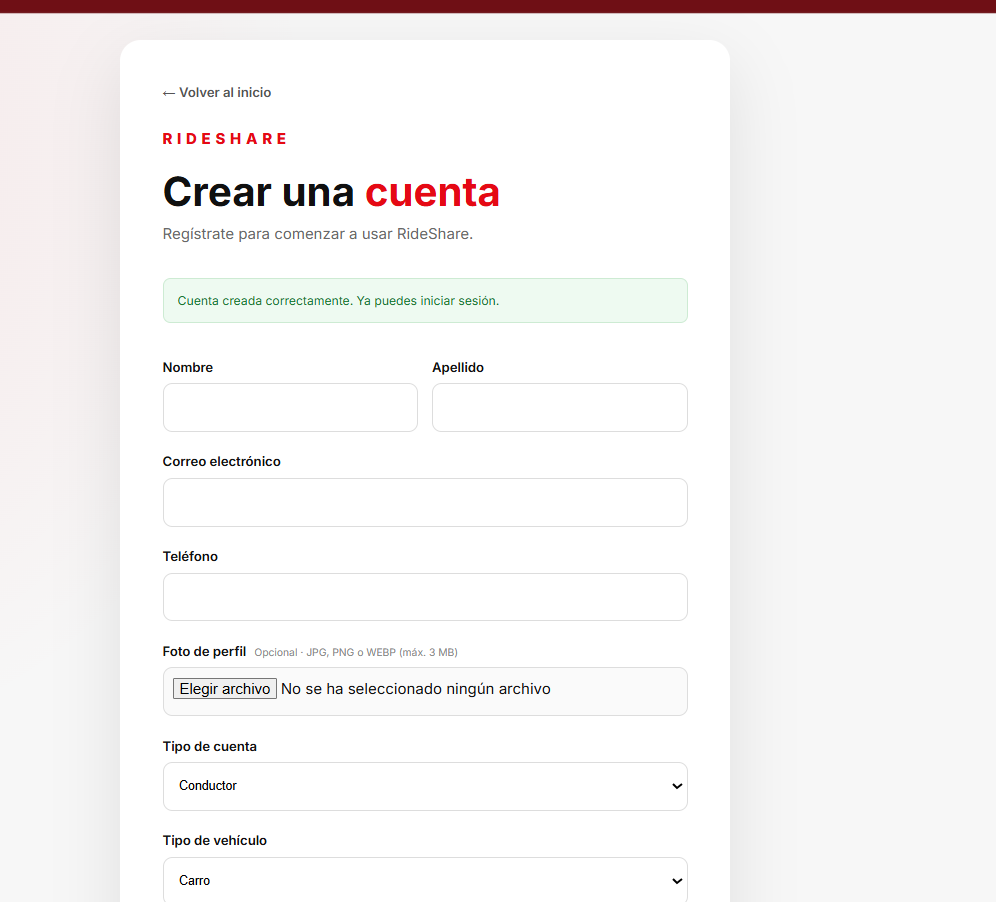 ← Volver al inicio
RIDESHARE
Crear una cuenta
Regístrate para comenzar a usar RideShare.
Cuenta creada correctamente. Ya puedes iniciar sesión.
Nombre Apellido
Correo electrónico
Teléfono
Foto de perfil Opcional · JPG, PNG o WEBP (máx. 3 MB)
Elegir archivo No se ha seleccionado ningún archivo
Tipo de cuenta
Conductor
Tipo de vehículo
Carro